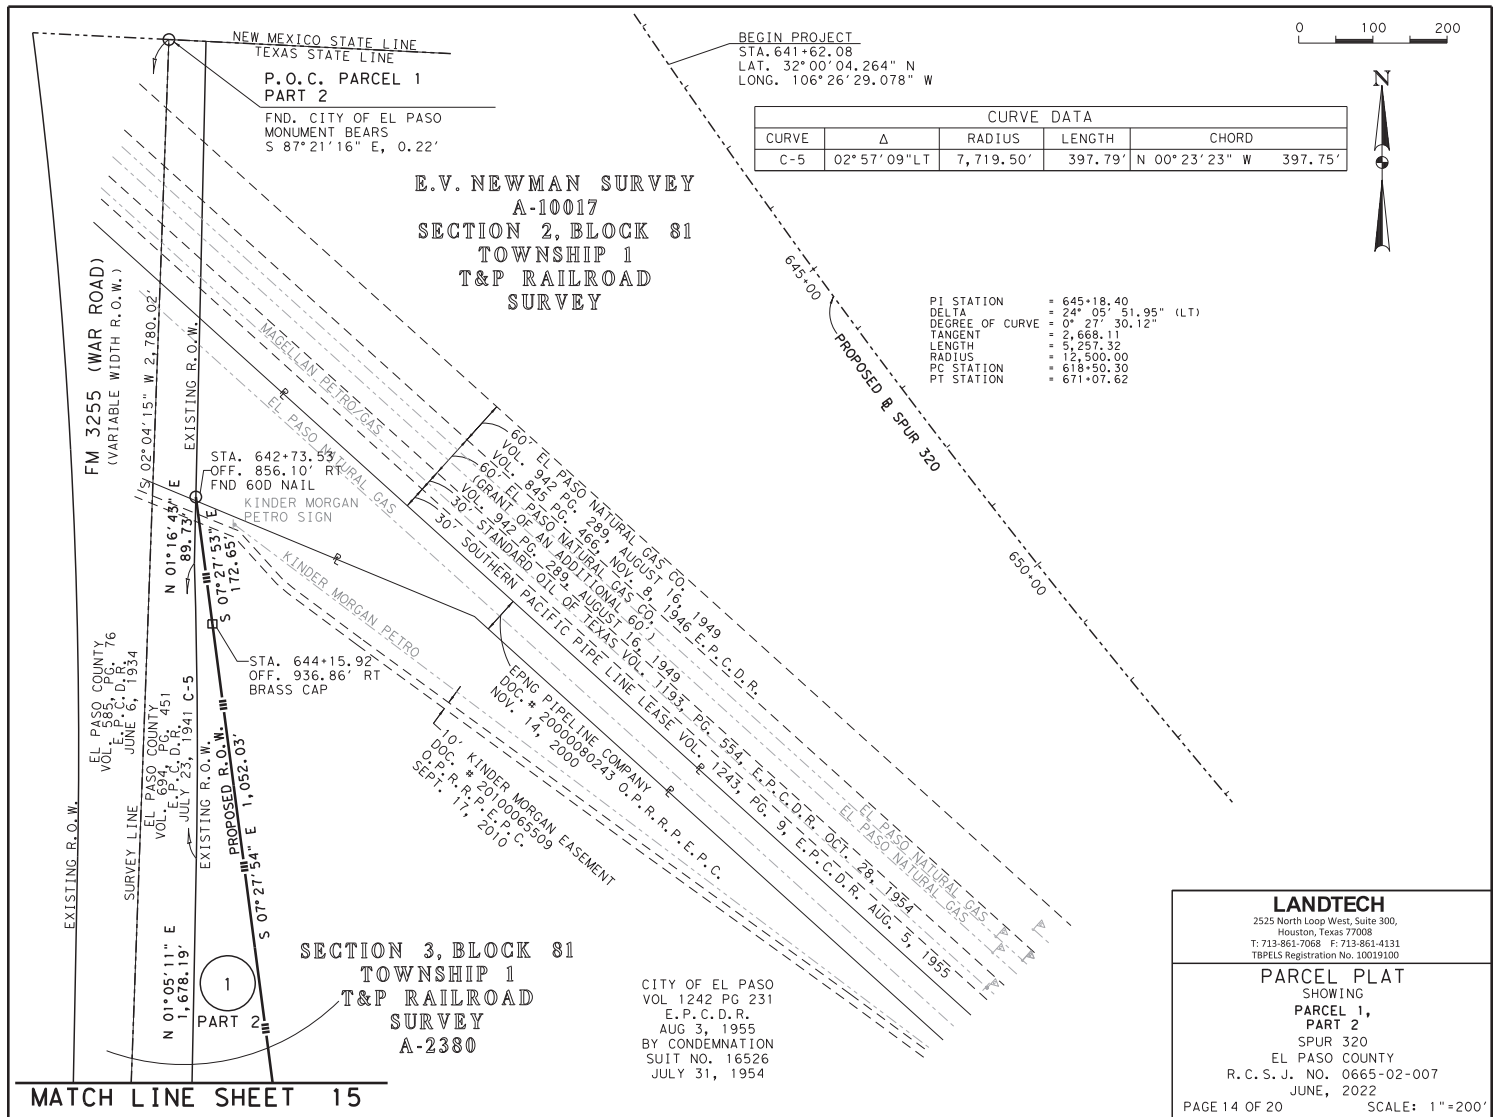 NEW MEXICO STATE LINE
TEXAS STATE LINE
P.O.C. PARCEL 1
PART 2
FND. CITY OF EL PASO
MONUMENT BEARS
S 87°21'16" E, 0.22'
BEGIN PROJECT
STA.641+62.08
LAT. 32°00'04.264" N
LONG. 106°26'29.078" W
0 100 200
N
CURVE DATA
CURVE Δ RADIUS LENGTH CHORD
C-5 02°57'09"LT 7,719.50' 397.79' N 00°23'23" W 397.75'
E.V. NEWMAN SURVEY
A-10017
SECTION 2, BLOCK 81
TOWNSHIP 1
T&P RAILROAD
SURVEY
645+00
PI STATION = 645+18.40
DELTA = 24° 05' 51.95" (LT)
DEGREE OF CURVE = 0° 27' 30.12"
TANGENT = 2,668.11
LENGTH = 5,257.32
RADIUS = 12,500.00
PC STATION = 618+50.30
PT STATION = 671+07.62
PROPOSED BL SPUR 320
650+00
FM 3255 (WAR ROAD)
(VARIABLE WIDTH R.O.W.)
S 02°04'15" W 2,780.02'
EXISTING R.O.W.
MAGELLAN PETRO/GAS
EL PASO NATURAL GAS
STA. 642+73.53
OFF. 856.10' RT
FND 60D NAIL
KINDER MORGAN
PETRO SIGN
KINDER MORGAN PETRO
N 01°16'43" E
89.73'
S 07°27'53" E
172.65'
STA. 644+15.92
OFF. 936.86' RT
BRASS CAP
60' EL PASO NATURAL GAS CO.
VOL. 942 PG. 289, AUGUST 16, 1949
VOL. 845 PG. 466, NOV. 8, 1946 E.P.C.D.R.
60' EL PASO NATURAL GAS CO.
(GRANT OF AN ADDITIONAL 60')
VOL. 942 PG. 289, AUGUST 16, 1949
30' STANDARD OIL OF TEXAS VOL. 1193, PG. 554, E.P.C.D.R. OCT. 28, 1954
30' SOUTHERN PACIFIC PIPE LINE LEASE VOL. 1243, PG. 9, E.P.C.D.R. AUG. 5, 1955
EPNG PIPELINE COMPANY
DOC.# 20000080243 O.P.R.R.P.E.P.C.
NOV. 14, 2000
10' KINDER MORGAN EASEMENT
DOC. # 20100065509
O.P.R.R.P.E.P.C.
SEPT. 17, 2010
EL PASO NATURAL GAS
EL PASO NATURAL GAS
EL PASO COUNTY
VOL. 585, PG. 76
E.P.C.D.R.
JUNE 6, 1934
EL PASO COUNTY
VOL. 694, PG. 451
E.P.C.D.R.
JULY 23, 1941
C-5
EXISTING R.O.W.
SURVEY LINE
EXISTING R.O.W.
PROPOSED R.O.W.
S 07°27'54" E 1,052.03'
N 01°05'11" E
1,678.19'
1
PART 2
SECTION 3, BLOCK 81
TOWNSHIP 1
T&P RAILROAD
SURVEY
A-2380
CITY OF EL PASO
VOL 1242 PG 231
E.P.C.D.R.
AUG 3, 1955
BY CONDEMNATION
SUIT NO. 16526
JULY 31, 1954
MATCH LINE SHEET 15
LANDTECH
2525 North Loop West, Suite 300,
Houston, Texas 77008
T: 713-861-7068 F: 713-861-4131
TBPELS Registration No. 10019100
PARCEL PLAT
SHOWING
PARCEL 1,
PART 2
SPUR 320
EL PASO COUNTY
R.C.S.J. NO. 0665-02-007
JUNE, 2022
PAGE 14 OF 20 SCALE: 1"=200'